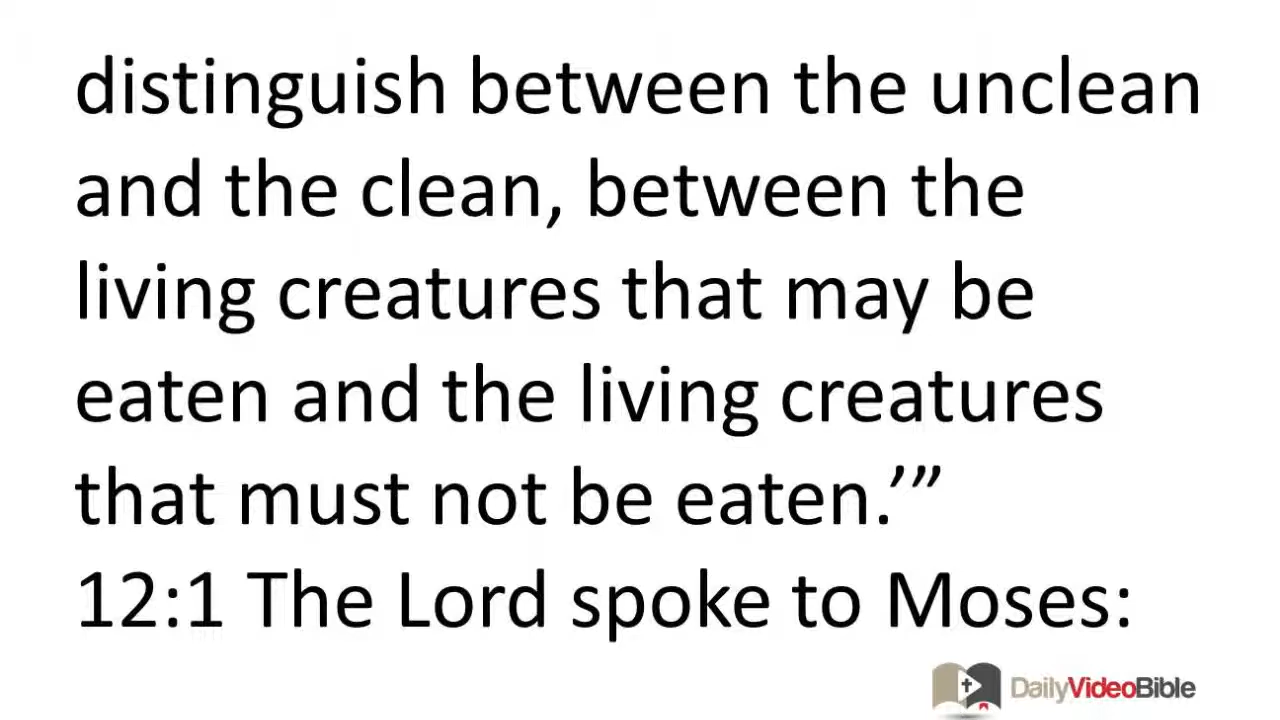 distinguish between the unclean
and the clean, between the
living creatures that may be
eaten and the living creatures
that must not be eaten.’”
12:1 The Lord spoke to Moses:
DailyVideoBible